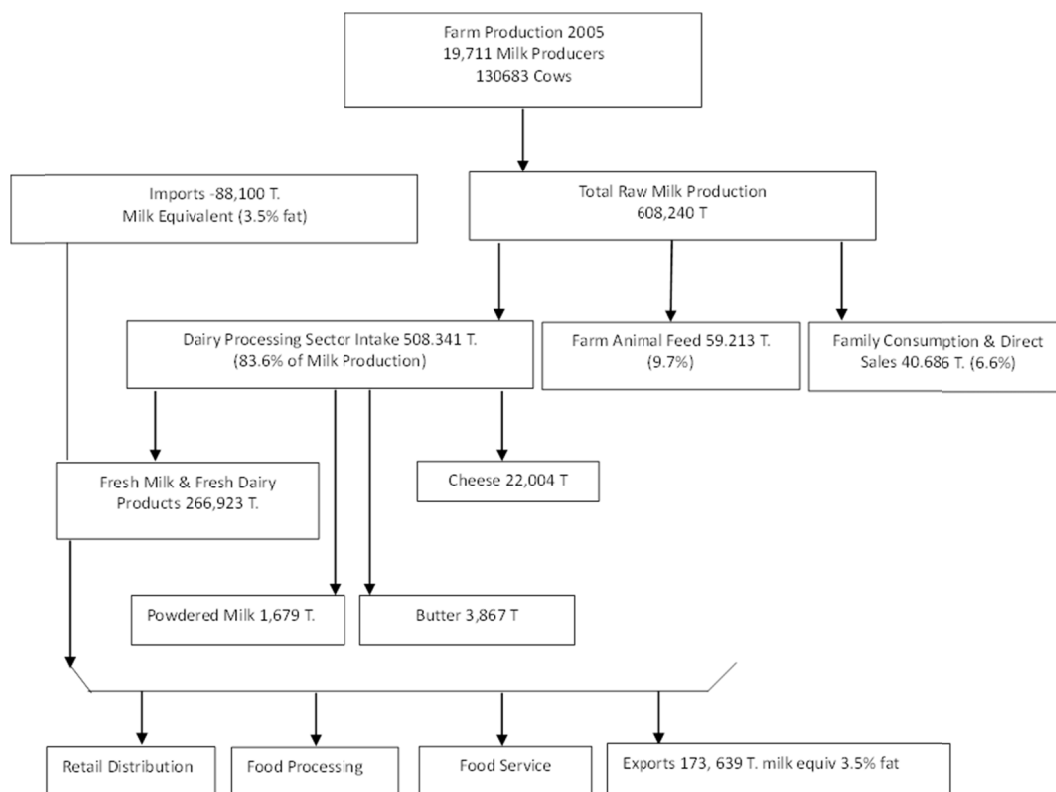 Farm Production 2005
19,711 Milk Producers
130683 Cows
Imports -88,100 T.
Milk Equivalent (3.5% fat)
Total Raw Milk Production
608,240 T
Dairy Processing Sector Intake 508.341 T.
(83.6% of Milk Production)
Farm Animal Feed 59.213 T.
(9.7%)
Family Consumption & Direct
Sales 40.686 T. (6.6%)
Fresh Milk & Fresh Dairy
Products 266,923 T.
Cheese 22,004 T
Powdered Milk 1,679 T.
Butter 3,867 T
Retail Distribution
Food Processing
Food Service
Exports 173, 639 T. milk equiv 3.5% fat